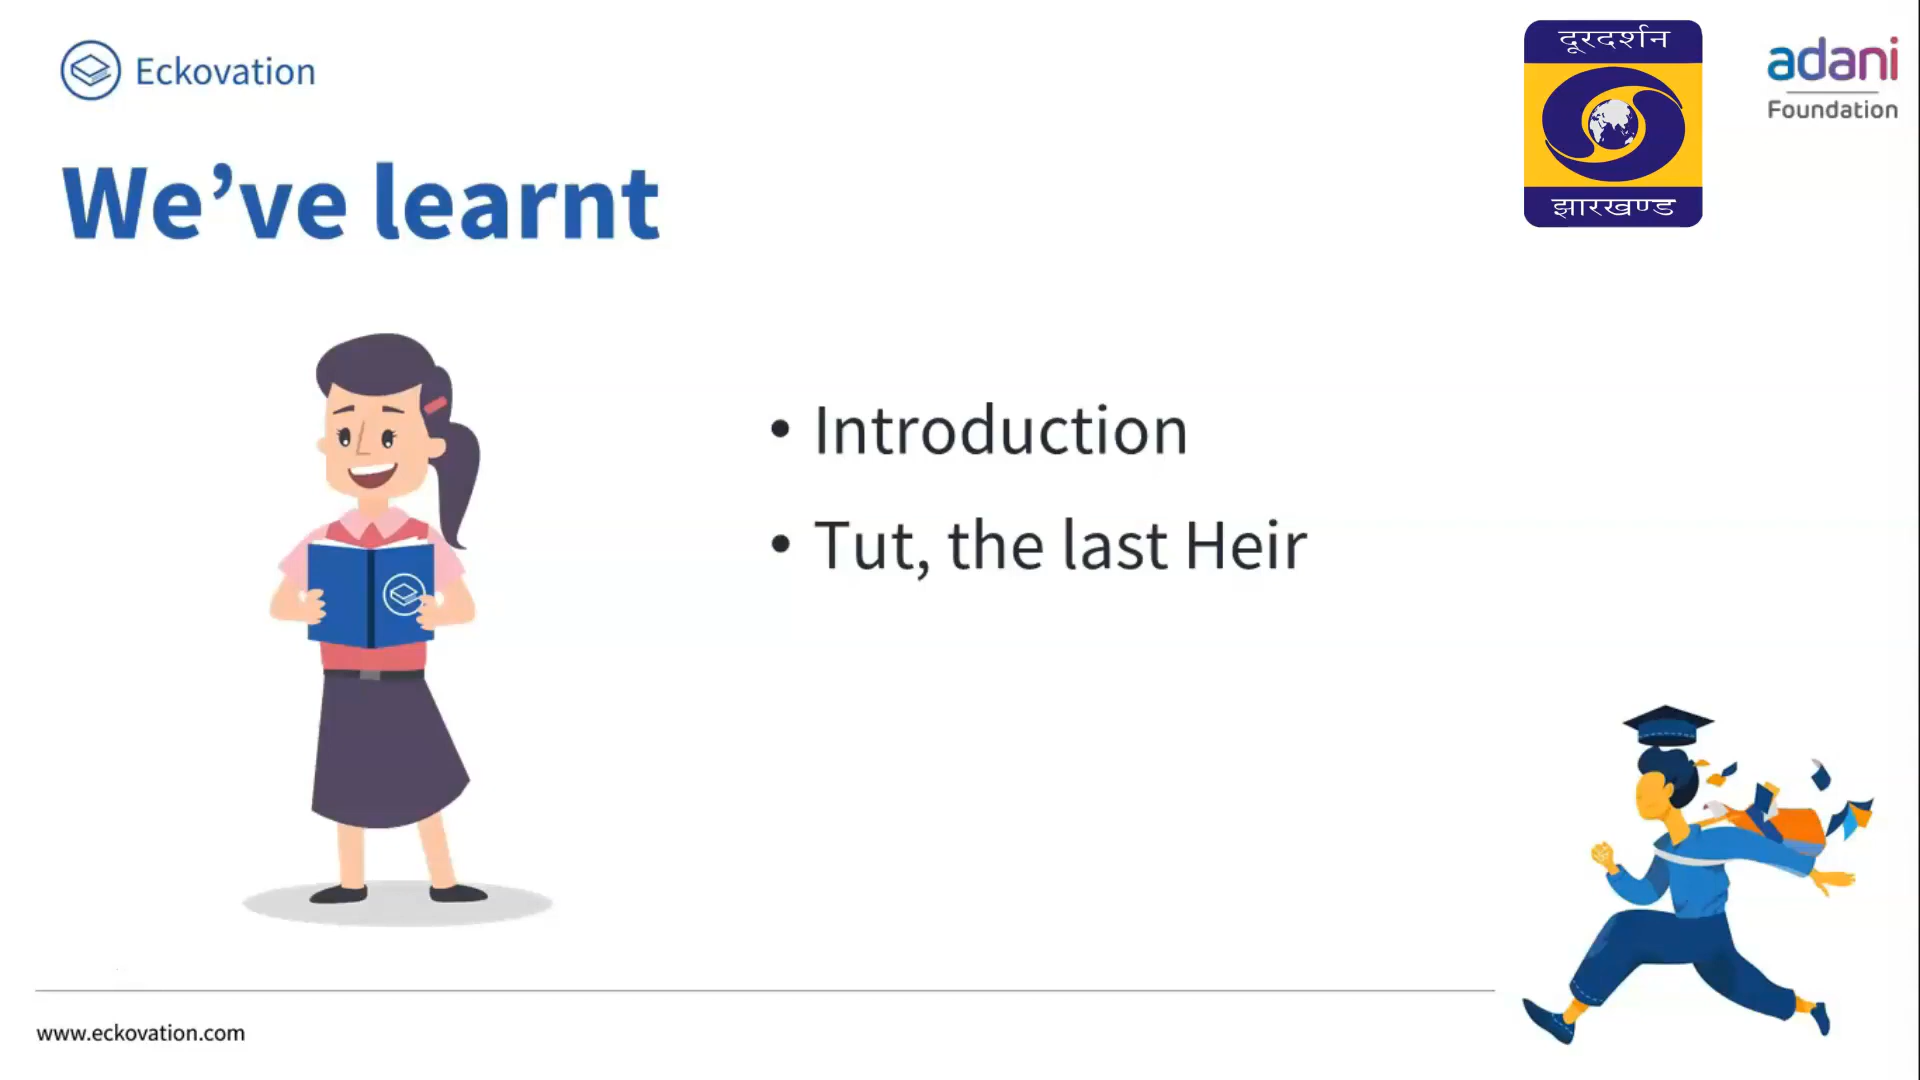 Eckovation
दूरदर्शन
झारखण्ड
adani
Foundation
We’ve learnt
• Introduction
• Tut, the last Heir
www.eckovation.com